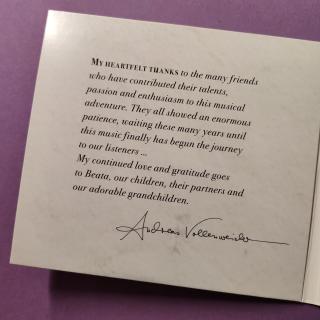 MY HEARTFELT THANKS to the many friends
who have contributed their talents,
passion and enthusiasm to this musical
adventure. They all showed an enormous
patience, waiting these many years until
this music finally has begun the journey
to our listeners ...
My continued love and gratitude goes
to Beata, our children, their partners and
our adorable grandchildren.
Andreas Vollenweider